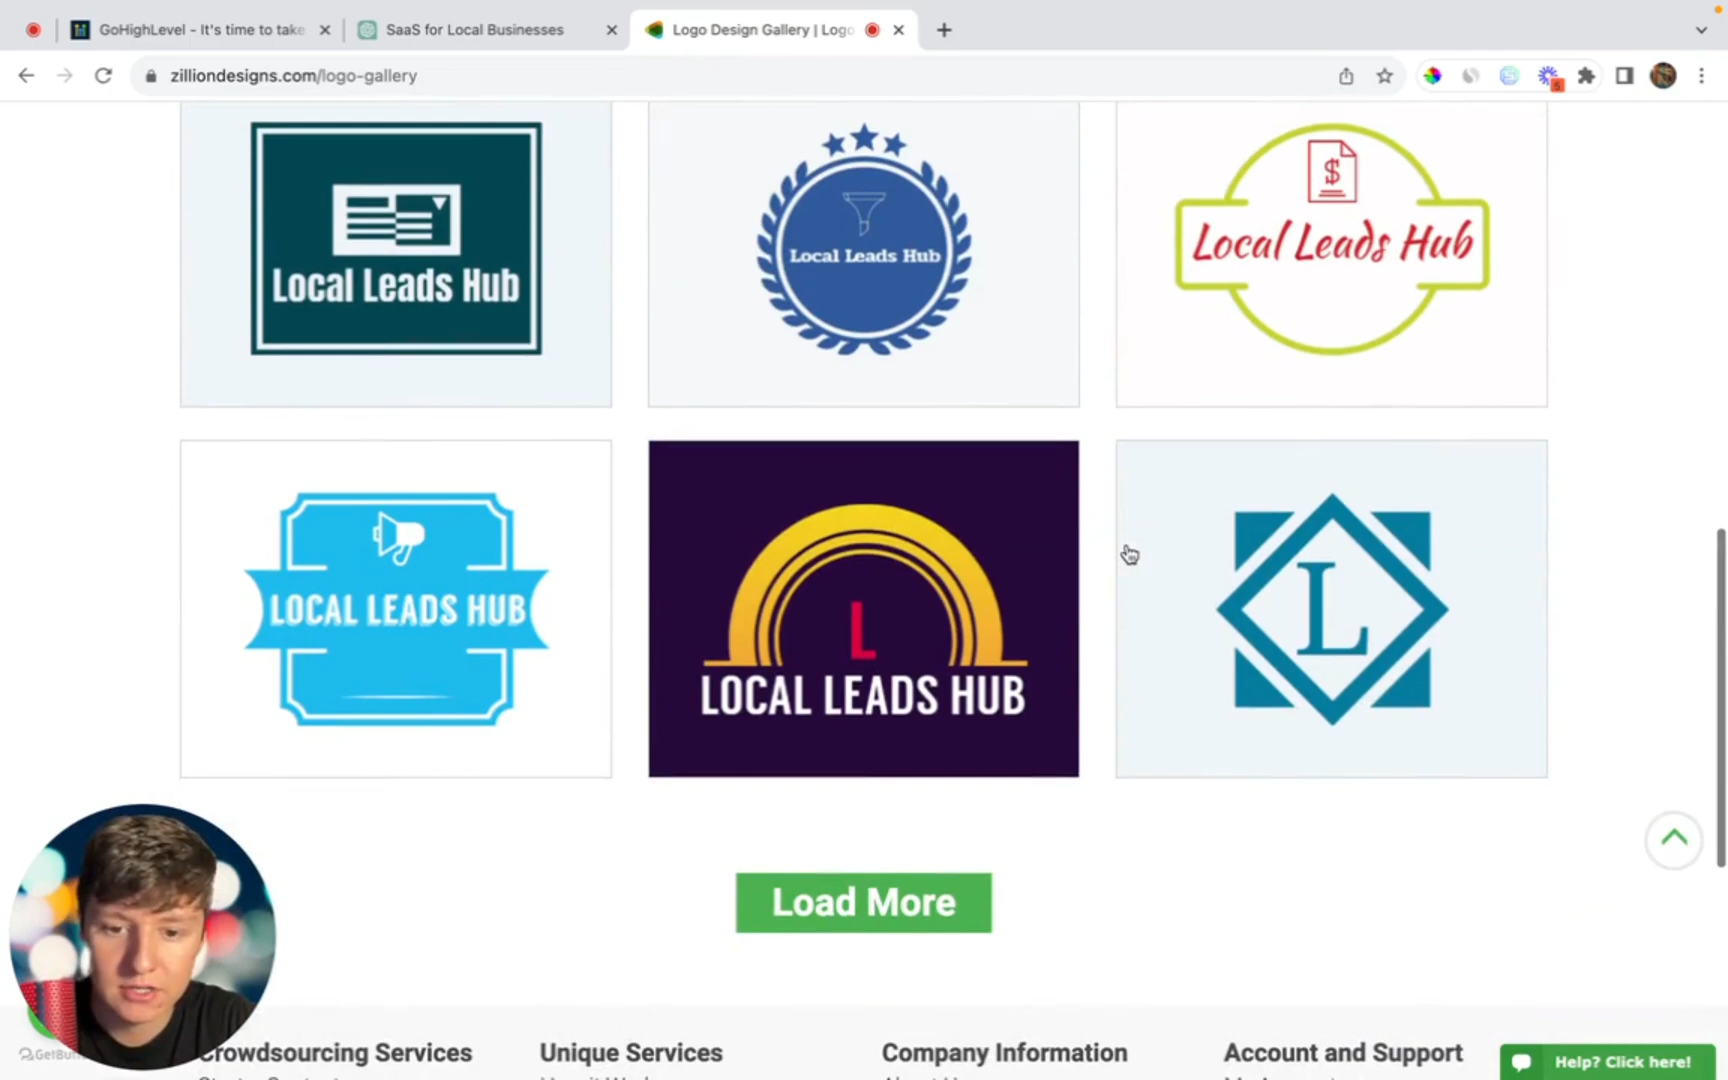 GoHighLevel - It's time to take
SaaS for Local Businesses
Logo Design Gallery | Logo
zilliondesigns.com/logo-gallery
5
Local Leads Hub
Local Leads Hub
$
Local Leads Hub
LOCAL LEADS HUB
L
LOCAL LEADS HUB
L
Load More
Crowdsourcing Services
Unique Services
Company Information
Account and Support
Help? Click here!